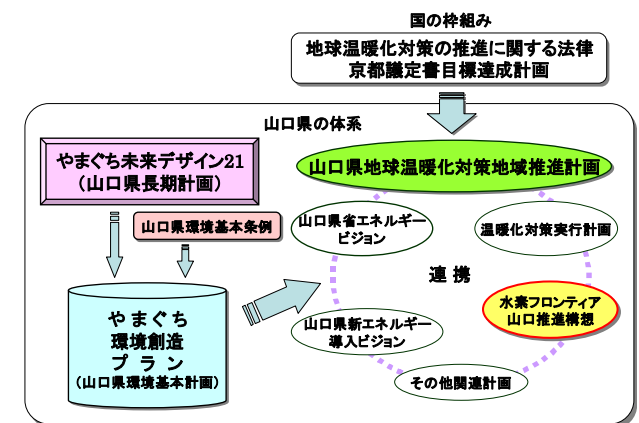 国の枠組み
地球温暖化対策の推進に関する法律
京都議定書目標達成計画
山口県の体系
やまぐち未来デザイン21
(山口県長期計画)
山口県地球温暖化対策地域推進計画
山口県環境基本条例
山口県省エネルギー
ビジョン
温暖化対策実行計画
連携
やまぐち
環境創造
プラン
(山口県環境基本計画)
水素フロンティア
山口推進構想
山口県新エネルギー
導入ビジョン
その他関連計画